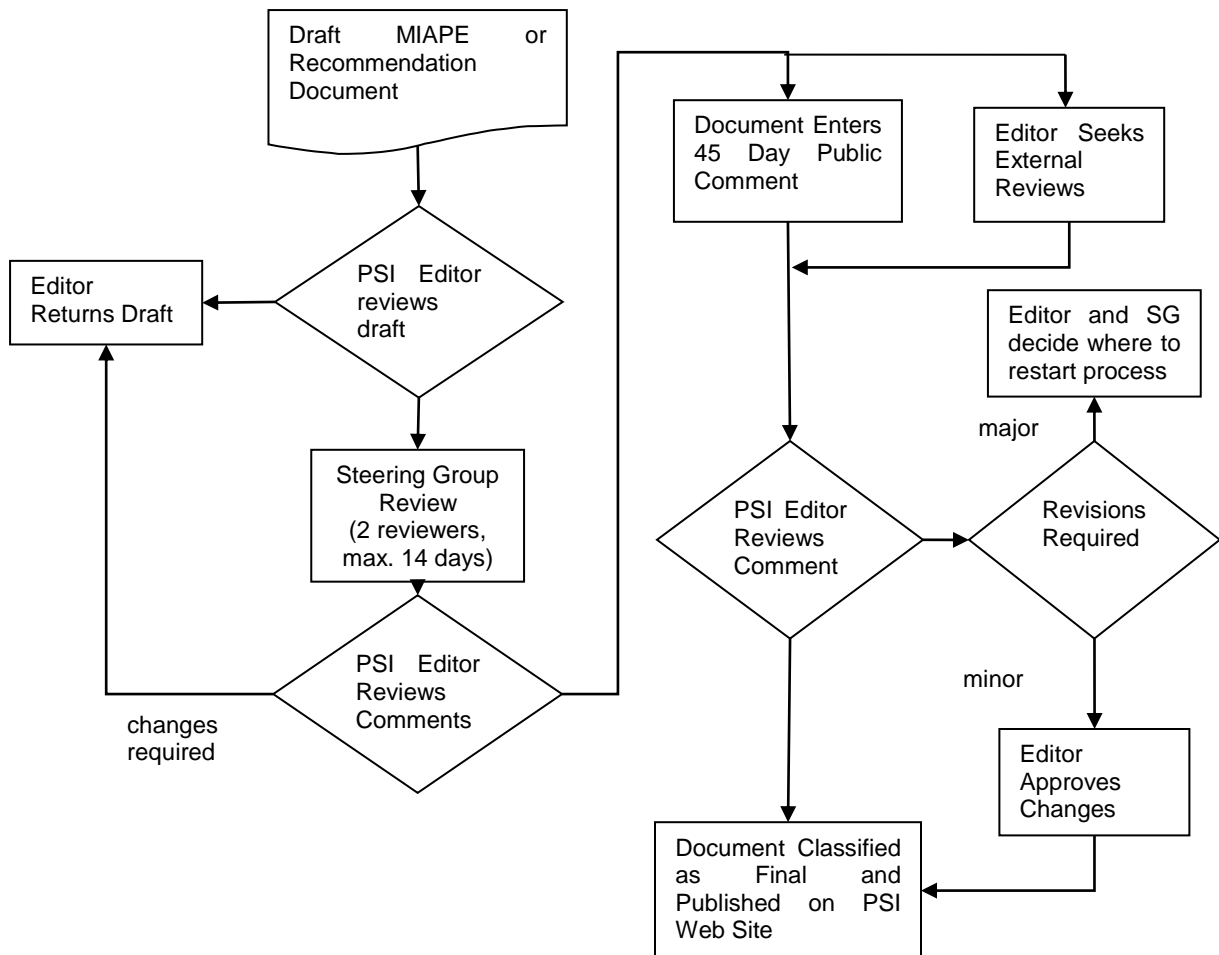 Draft MIAPE or
Recommendation
Document
PSI Editor
reviews
draft
Editor
Returns Draft
Steering Group
Review
(2 reviewers,
max. 14 days)
PSI Editor
Reviews
Comments
changes
required
Document Enters
45 Day Public
Comment
Editor Seeks
External
Reviews
Editor and SG
decide where to
restart process
major
PSI Editor
Reviews
Comment
Revisions
Required
minor
Editor
Approves
Changes
Document Classified
as Final and
Published on PSI
Web Site